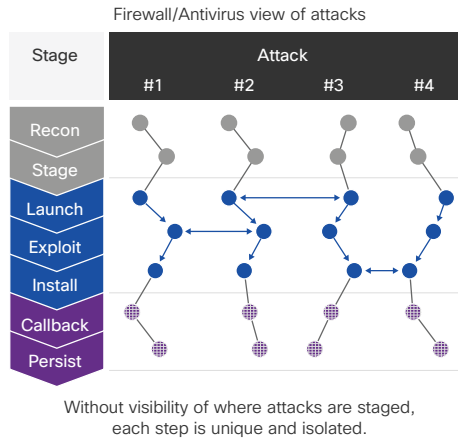 Firewall/Antivirus view of attacks
Stage
Attack
#1 #2 #3 #4
Recon
Stage
Launch
Exploit
Install
Callback
Persist
Without visibility of where attacks are staged,
each step is unique and isolated.